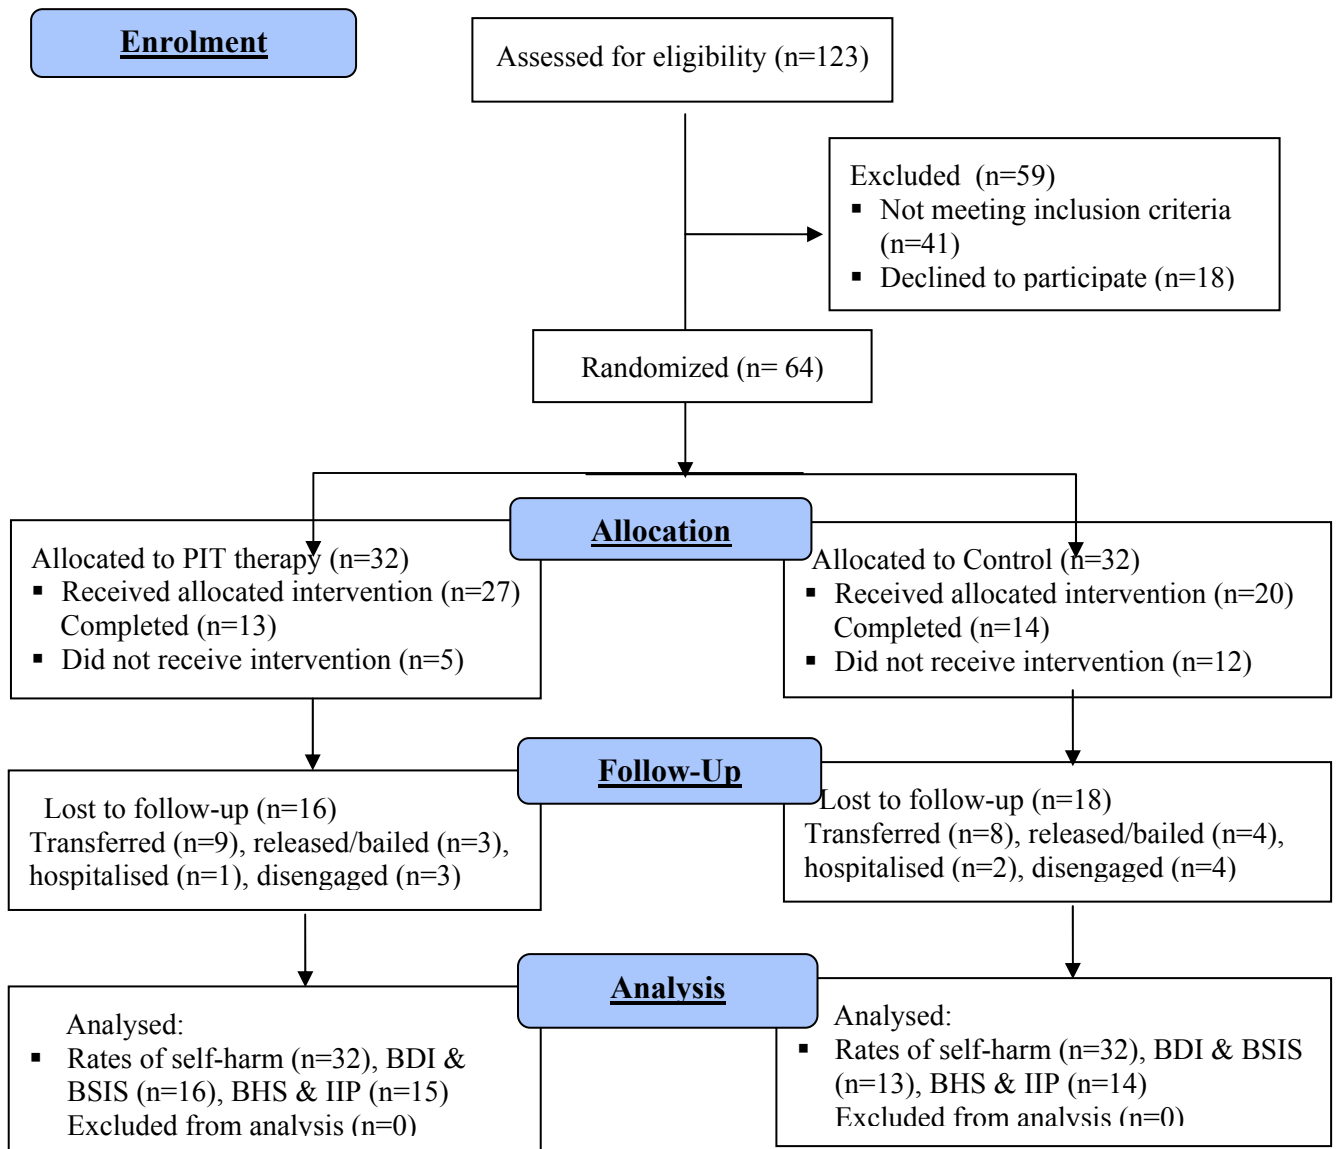 Enrolment
Assessed for eligibility (n=123)
Excluded (n=59)
▪ Not meeting inclusion criteria
(n=41)
▪ Declined to participate (n=18)
Randomized (n= 64)
Allocation
Allocated to PIT therapy (n=32)
▪ Received allocated intervention (n=27)
Completed (n=13)
▪ Did not receive intervention (n=5)
Allocated to Control (n=32)
▪ Received allocated intervention (n=20)
Completed (n=14)
▪ Did not receive intervention (n=12)
Follow-Up
Lost to follow-up (n=16)
Transferred (n=9), released/bailed (n=3),
hospitalised (n=1), disengaged (n=3)
Lost to follow-up (n=18)
Transferred (n=8), released/bailed (n=4),
hospitalised (n=2), disengaged (n=4)
Analysis
Analysed:
▪ Rates of self-harm (n=32), BDI &
BSIS (n=16), BHS & IIP (n=15)
Excluded from analysis (n=0)
Analysed:
▪ Rates of self-harm (n=32), BDI & BSIS
(n=13), BHS & IIP (n=14)
Excluded from analysis (n=0)